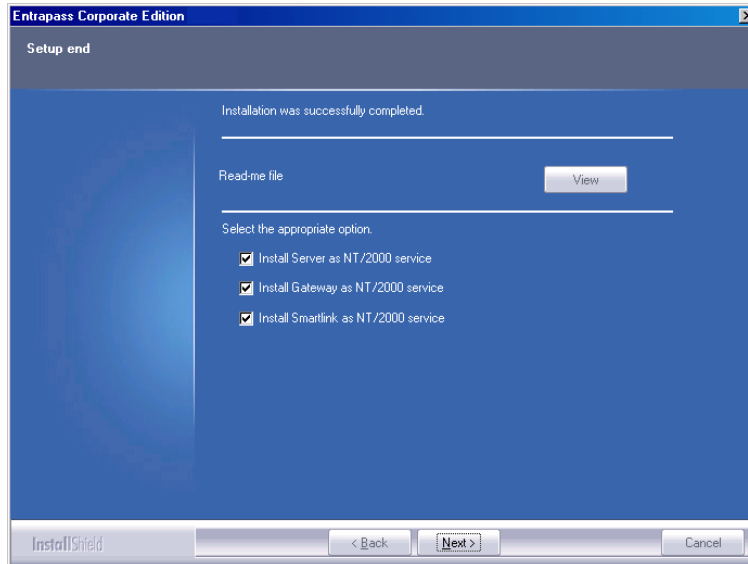 Entrapass Corporate Edition
Setup end
Installation was successfully completed.
Read-me file
View
Select the appropriate option.
Install Server as NT/2000 service
Install Gateway as NT/2000 service
Install Smartlink as NT/2000 service
InstallShield
< Back
Next >
Cancel